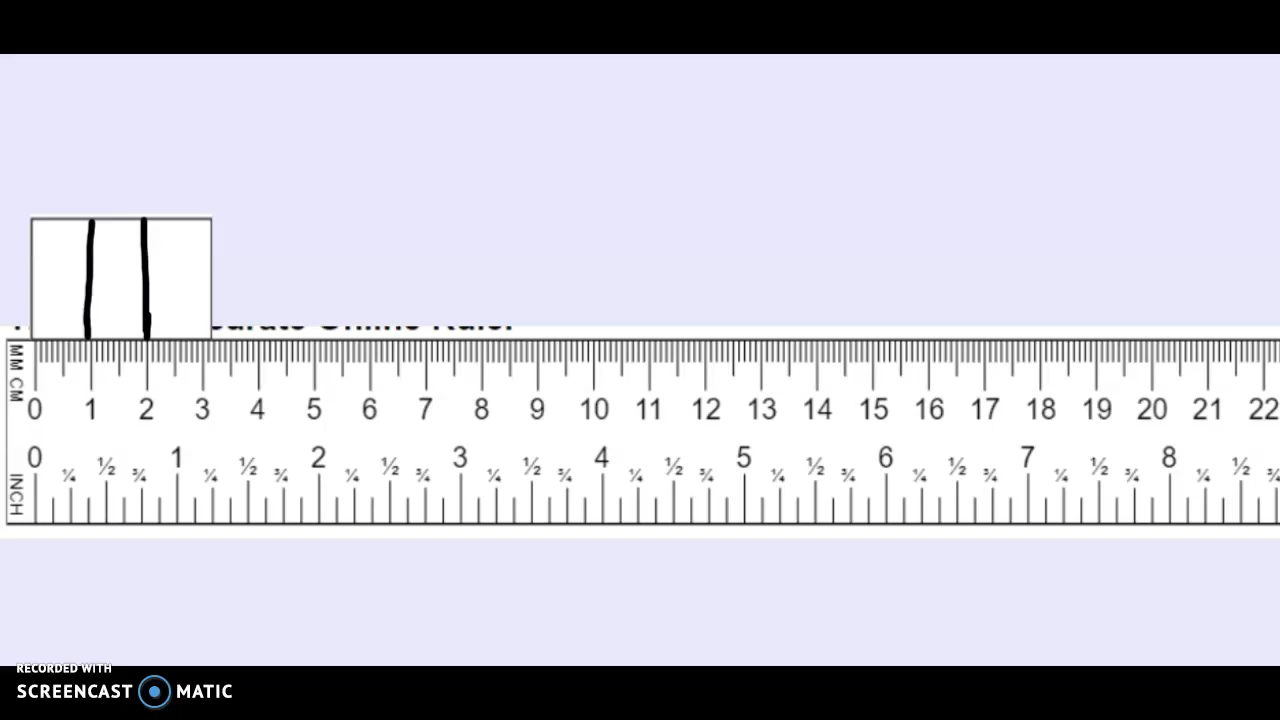 Online Ruler
MM CM
0 1 2 3 4 5 6 7 8 9 10 11 12 13 14 15 16 17 18 19 20 21 22
0 ¼ ½ ¾ 1 ¼ ½ ¾ 2 ¼ ½ ¾ 3 ¼ ½ ¾ 4 ¼ ½ ¾ 5 ¼ ½ ¾ 6 ¼ ½ ¾ 7 ¼ ½ ¾ 8 ¼ ½ ¾
INCH
RECORDED WITH
SCREENCAST MATIC